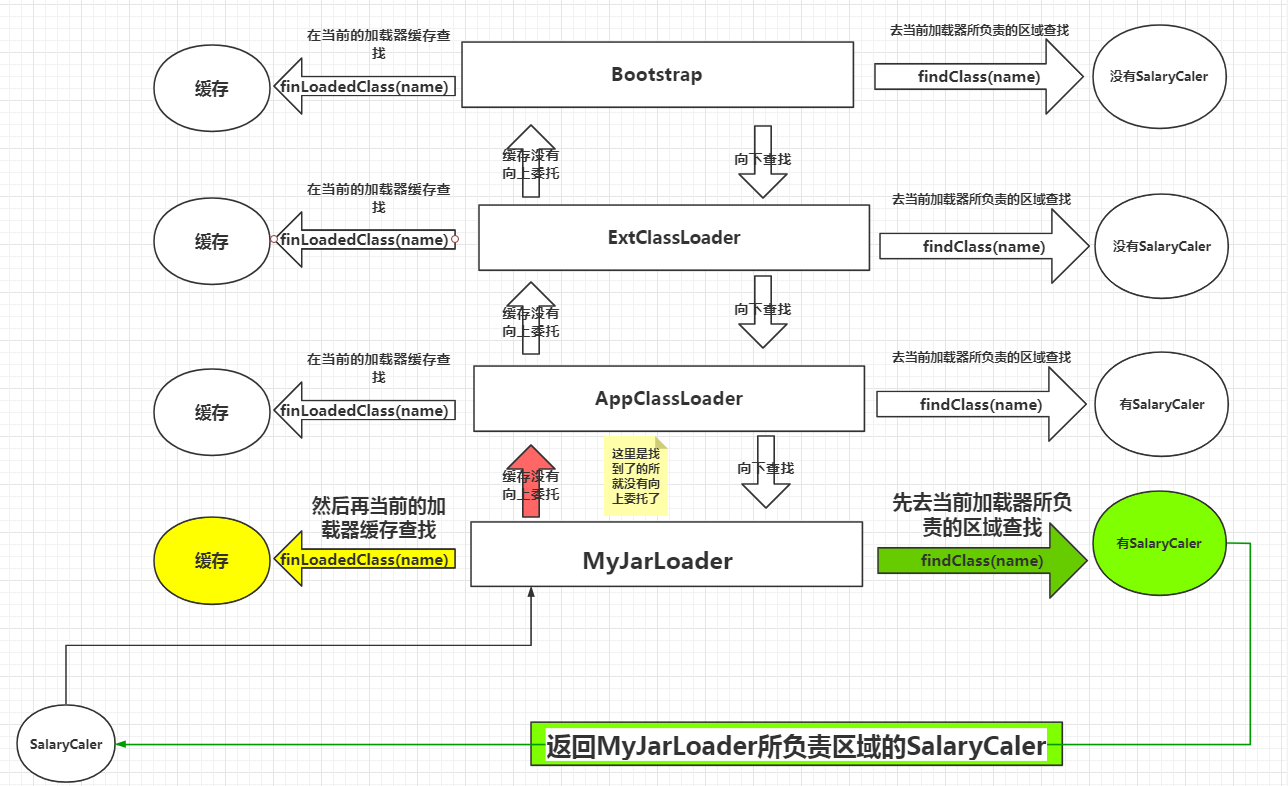 在当前的加载器缓存查
找
缓存
finLoadedClass(name)
Bootstrap
去当前加载器所负责的区域查找
findClass(name)
没有SalaryCaler
缓存没有
向上委托
向下查找
在当前的加载器缓存查
找
缓存
finLoadedClass(name)
ExtClassLoader
去当前加载器所负责的区域查找
findClass(name)
没有SalaryCaler
缓存没有
向上委托
向下查找
在当前的加载器缓存查
找
缓存
finLoadedClass(name)
AppClassLoader
去当前加载器所负责的区域查找
findClass(name)
有SalaryCaler
缓存没有
向上委托
这里是找
到了的所
就没有向
上委托了
向下查找
然后再当前的加
载器缓存查找
缓存
finLoadedClass(name)
MyJarLoader
先去当前加载器所负
责的区域查找
findClass(name)
有SalaryCaler
SalaryCaler
返回MyJarLoader所负责区域的SalaryCaler